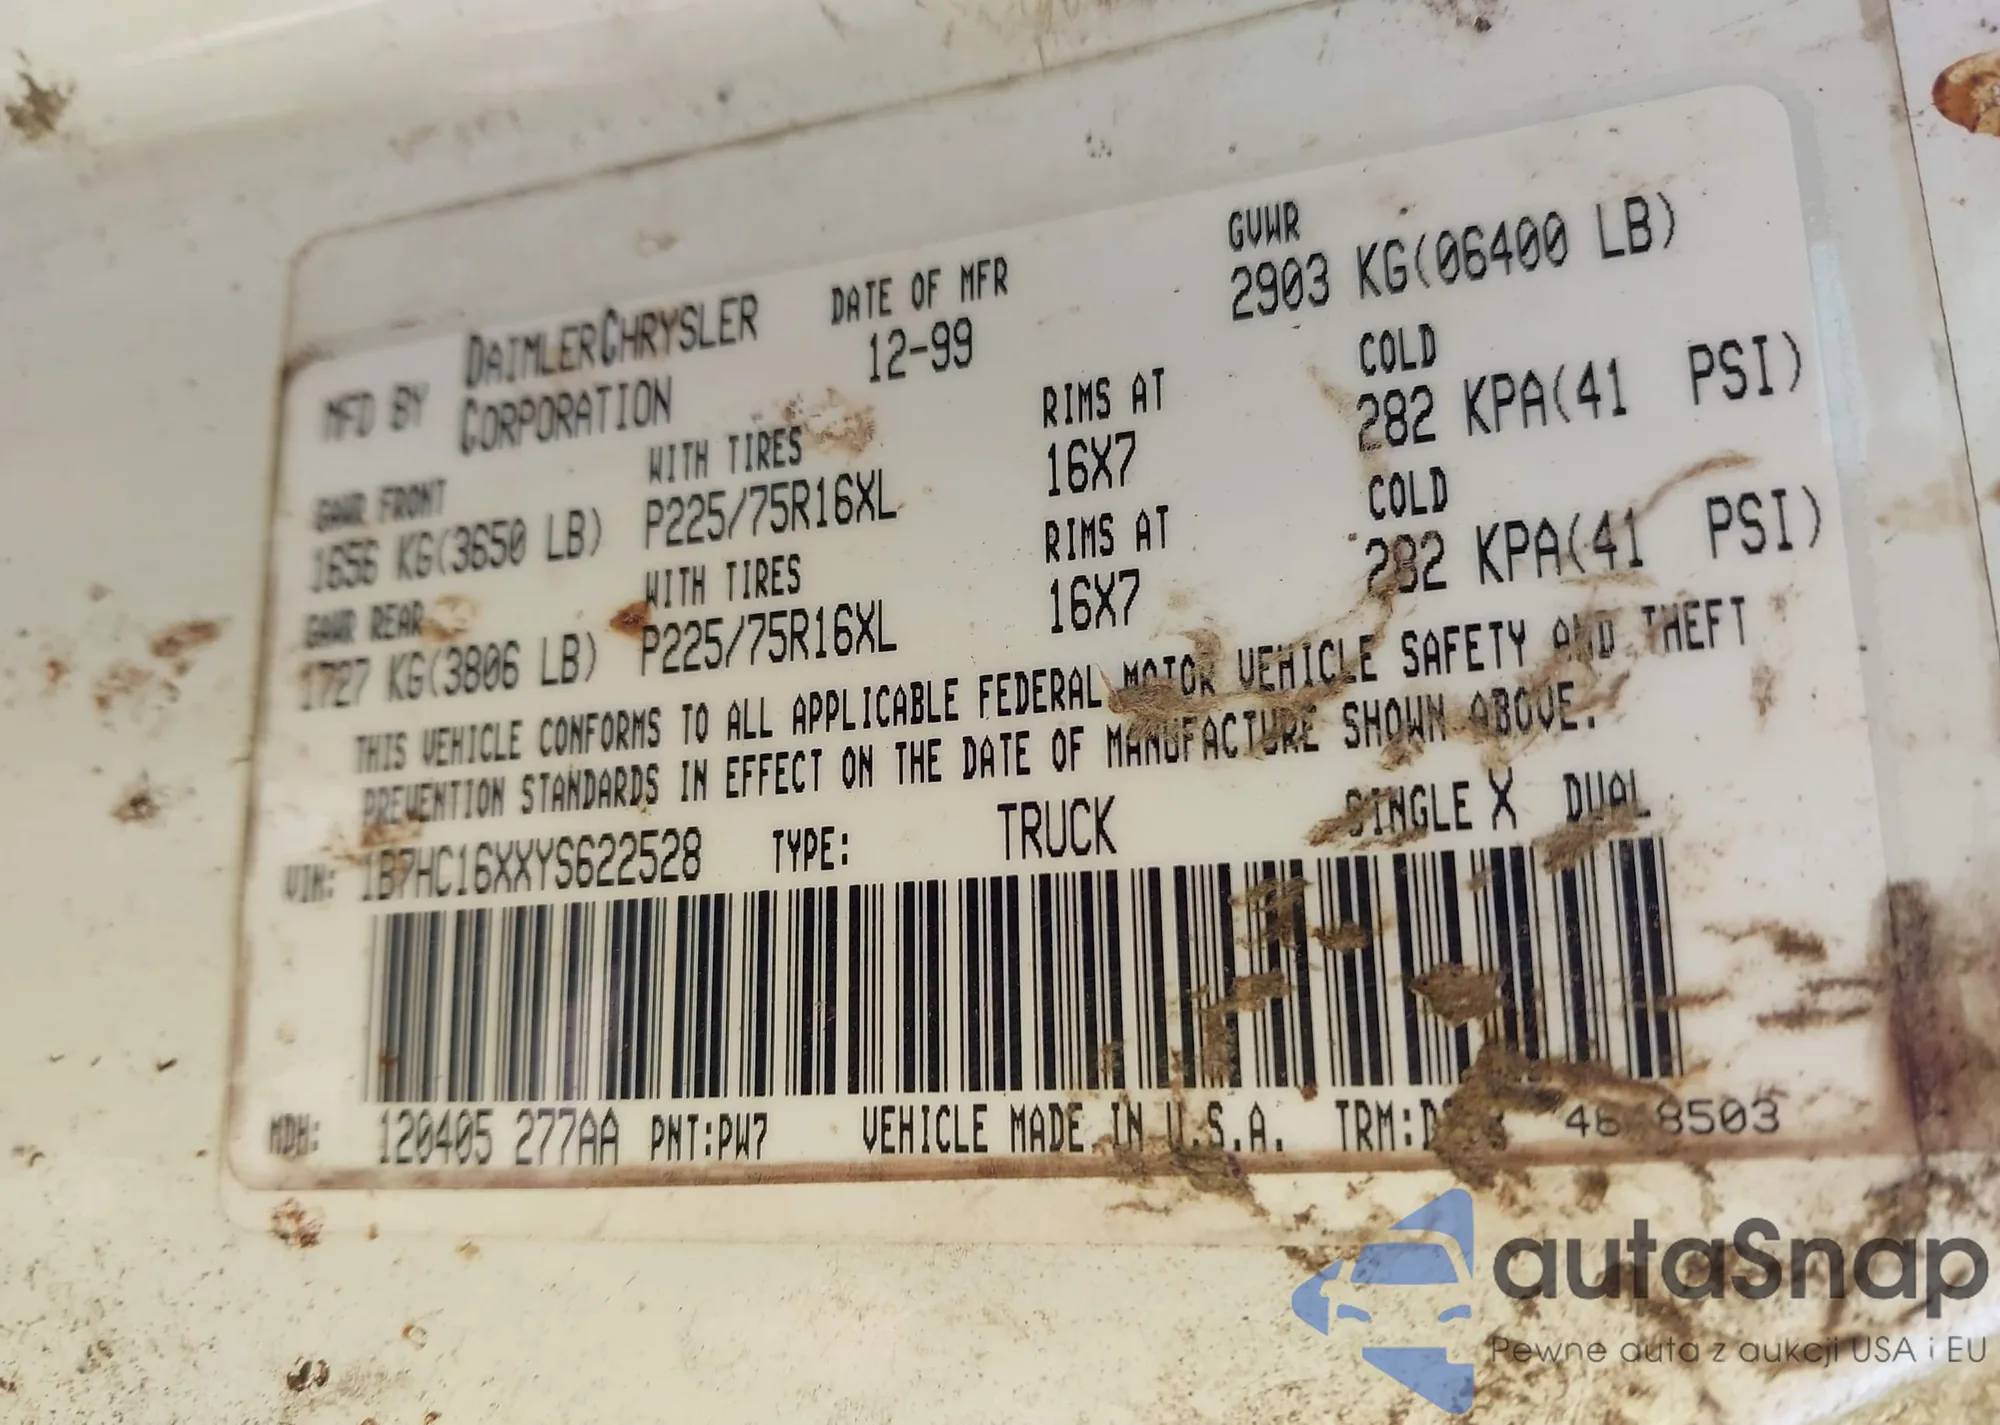 MFD BY DAIMLERCHRYSLER CORPORATION
DATE OF MFR
12-99
GVWR
2903 KG(06400 LB)
GAWR FRONT WITH TIRES RIMS AT COLD
1656 KG(3650 LB) P225/75R16XL 16X7 282 KPA(41 PSI)
GAWR REAR WITH TIRES RIMS AT COLD
1727 KG(3806 LB) P225/75R16XL 16X7 282 KPA(41 PSI)
THIS VEHICLE CONFORMS TO ALL APPLICABLE FEDERAL MOTOR VEHICLE SAFETY AND THEFT
PREVENTION STANDARDS IN EFFECT ON THE DATE OF MANUFACTURE SHOWN ABOVE.
VIN: 1B7HC16XXYS622528 TYPE: TRUCK SINGLE X DUAL
MDH: 120405 277AA PNT:PW7 VEHICLE MADE IN U.S.A.
autaSnap
Pewne auta z aukcji USA i EU